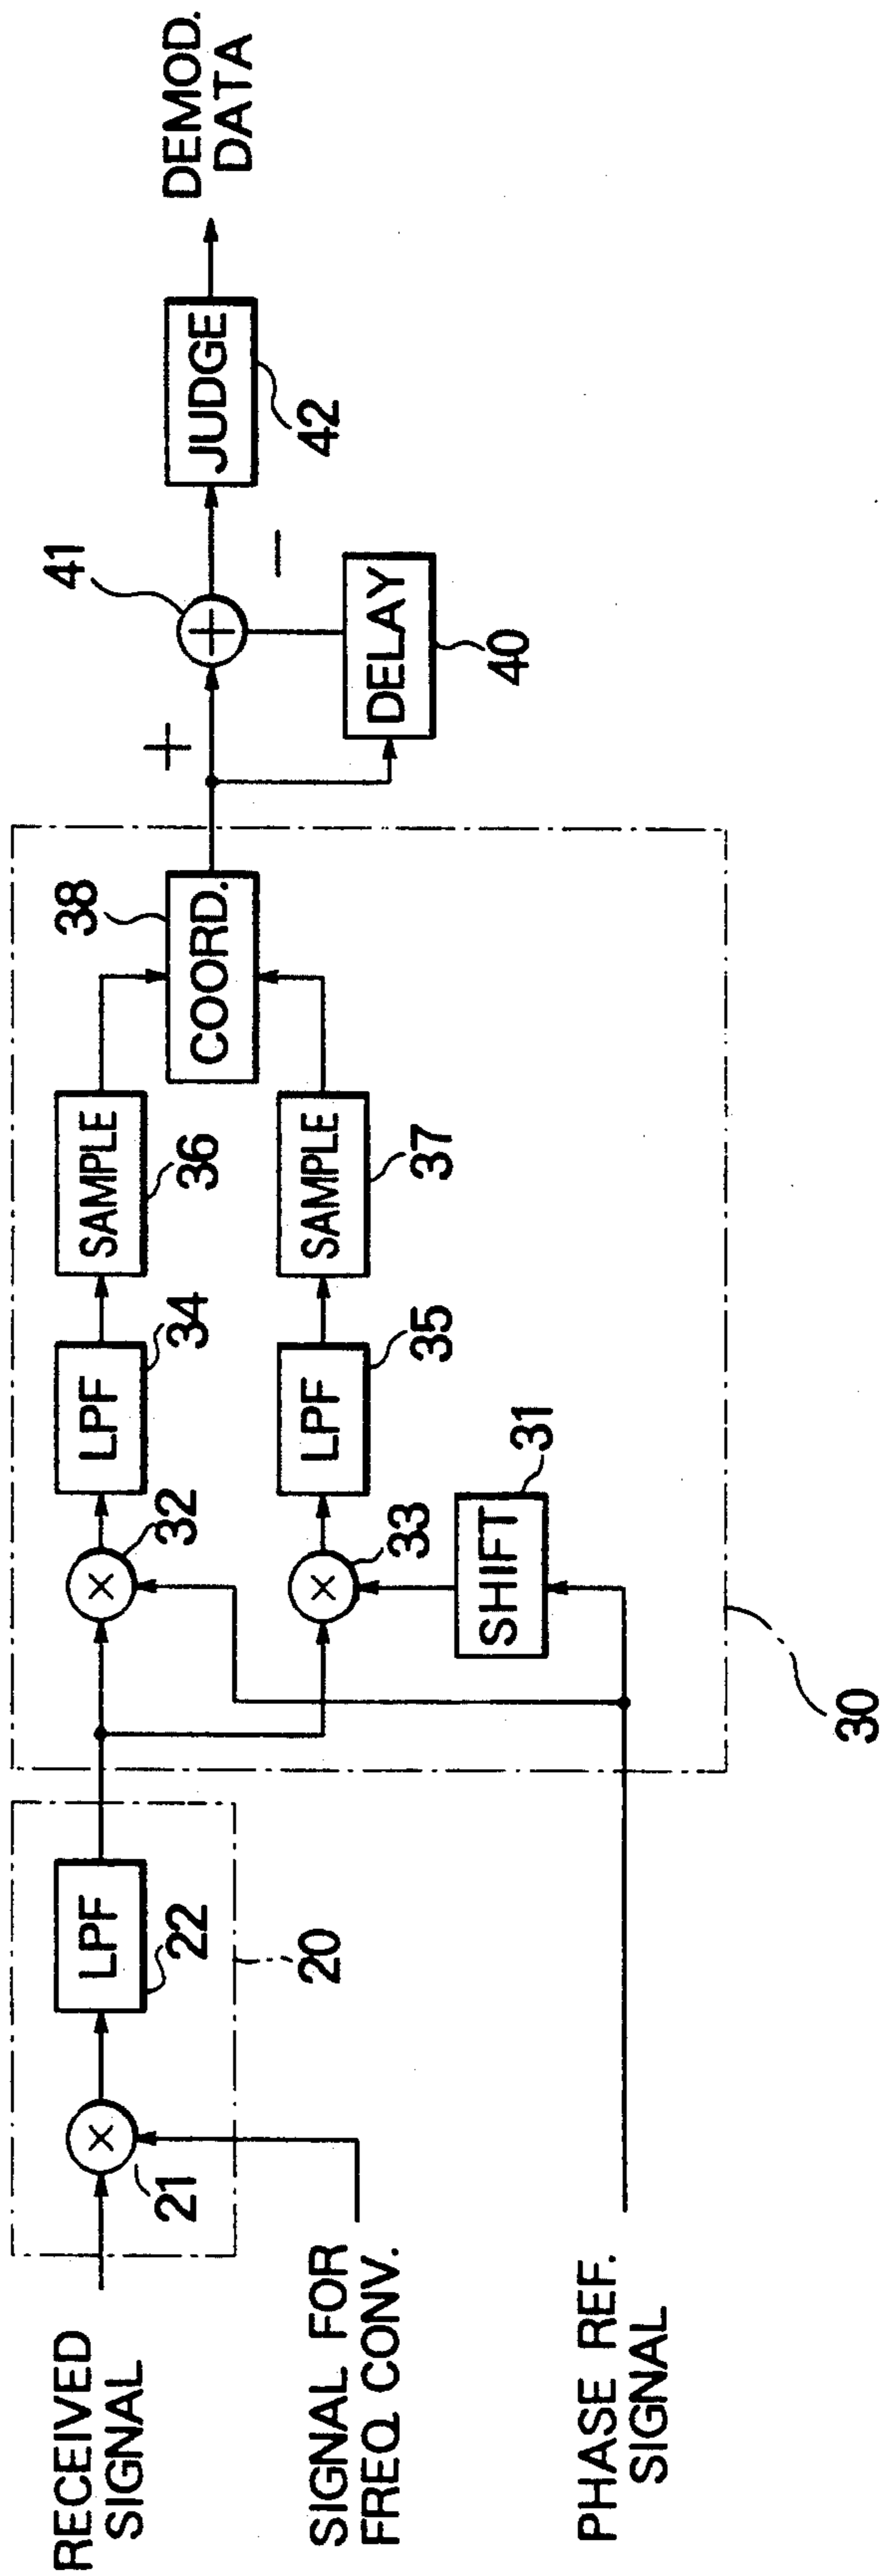 RECEIVED
SIGNAL
SIGNAL FOR
FREQ. CONV.
PHASE REF.
SIGNAL
×
21
LPF
22
20
×
32
×
33
SHIFT
31
LPF
34
LPF
35
SAMPLE
36
SAMPLE
37
COORD.
38
30
+
+
41
−
DELAY
40
JUDGE
42
DEMOD.
DATA